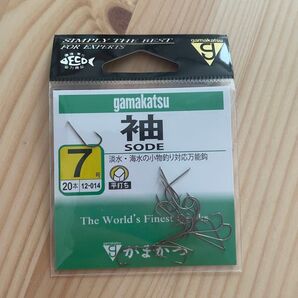 SIMPLY THE BEST
FOR EXPERTS
gamakatsu
袖
SODE
淡水・海水の小物釣り対応万能鈎
7号
20本 12-014
平打ち
The World's Finest
がまかつ